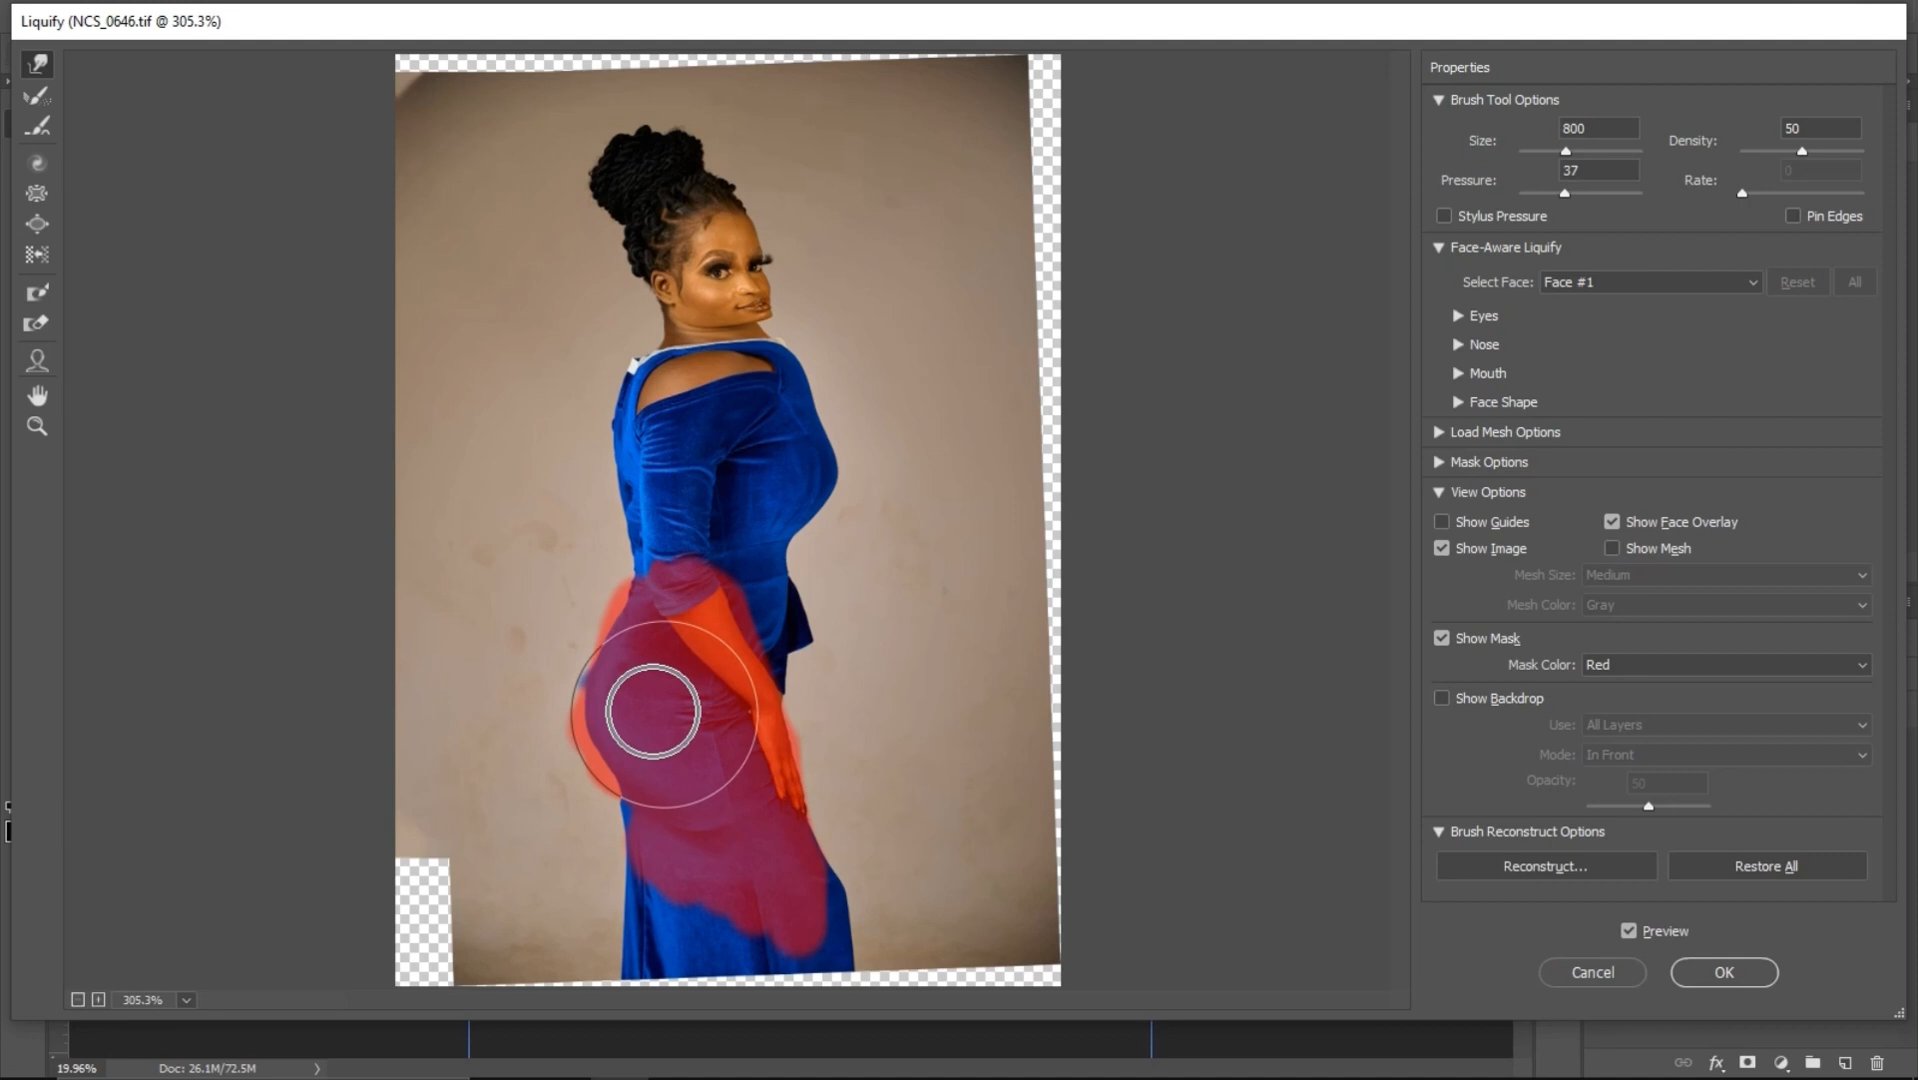 Liquify (NCS_0646.tif @ 305.3%)
Properties
Brush Tool Options
Size: 800 Density: 50
Pressure: 37 Rate: 0
Stylus Pressure Pin Edges
Face-Aware Liquify
Select Face: Face #1 Reset All
Eyes
Nose
Mouth
Face Shape
Load Mesh Options
Mask Options
View Options
Show Guides Show Face Overlay
Show Image Show Mesh
Mesh Size: Medium
Mesh Color: Gray
Show Mask
Mask Color: Red
Show Backdrop
Use: All Layers
Mode: In Front
Opacity: 50
Brush Reconstruct Options
Reconstruct... Restore All
Preview
Cancel OK
305.3%
19.96% Doc: 26.1M/72.5M
fx